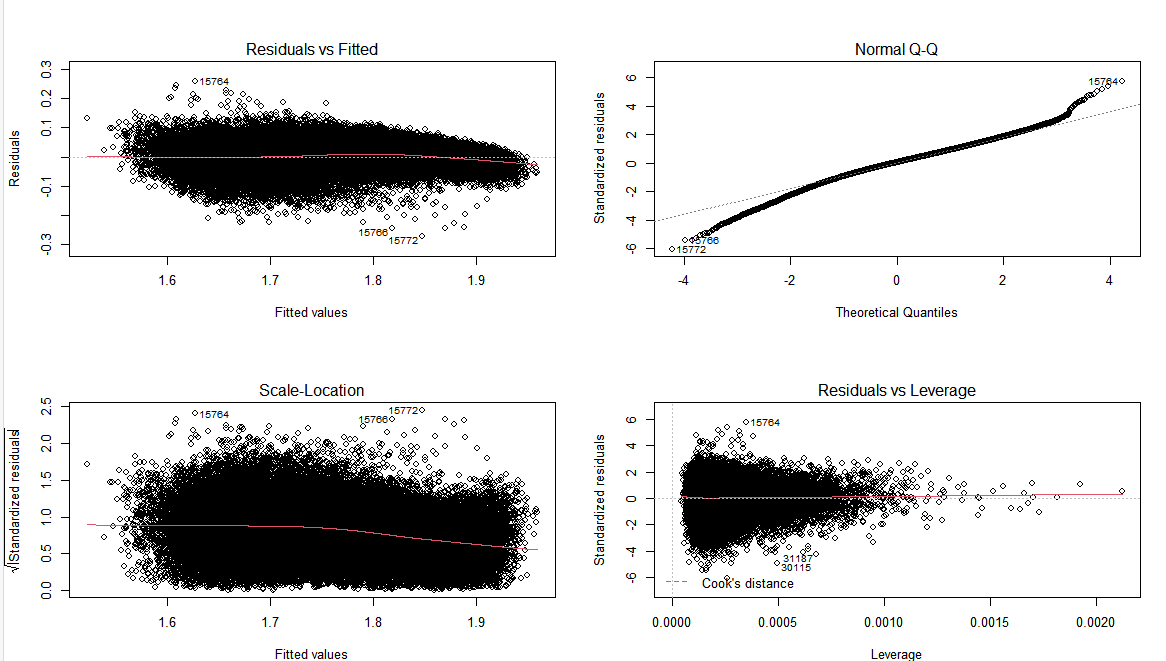 Residuals vs Fitted
Residuals
0.3
0.2
0.1
-0.1
-0.3
15764
15766
15772
1.6 1.7 1.8 1.9
Fitted values
Normal Q-Q
Standardized residuals
6
4
2
0
-2
-4
-6
15764
15766
15772
-4 -2 0 2 4
Theoretical Quantiles
Scale-Location
√|Standardized residuals|
2.5
2.0
1.5
1.0
0.5
0.0
15764
15772
15766
1.6 1.7 1.8 1.9
Fitted values
Residuals vs Leverage
Standardized residuals
6
4
2
0
-2
-4
-6
15764
31187
30115
Cook's distance
0.0000 0.0005 0.0010 0.0015 0.0020
Leverage